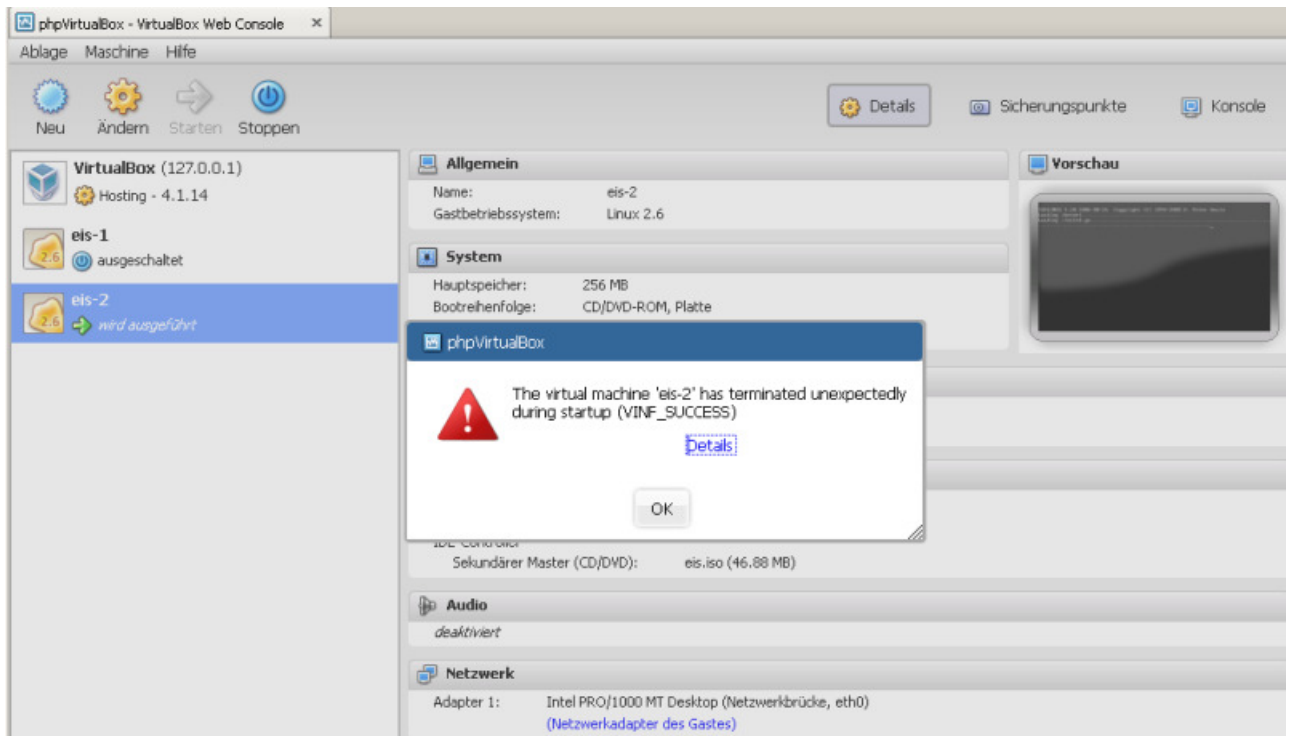 phpVirtualBox - VirtualBox Web Console
Ablage Maschine Hilfe
Neu Ändern Starten Stoppen
Details Sicherungspunkte Konsole
VirtualBox (127.0.0.1)
Hosting - 4.1.14
eis-1
2.6 ausgeschaltet
eis-2
2.6 wird ausgeführt
Allgemein
Name: eis-2
Gastbetriebssystem: Linux 2.6
Vorschau
System
Hauptspeicher: 256 MB
Bootreihenfolge: CD/DVD-ROM, Platte
phpVirtualBox
The virtual machine 'eis-2' has terminated unexpectedly
during startup (VINF_SUCCESS)
Details
OK
IDE-Controller
Sekundärer Master (CD/DVD): eis.iso (46.88 MB)
Audio
deaktiviert
Netzwerk
Adapter 1: Intel PRO/1000 MT Desktop (Netzwerkbrücke, eth0)
(Netzwerkadapter des Gastes)